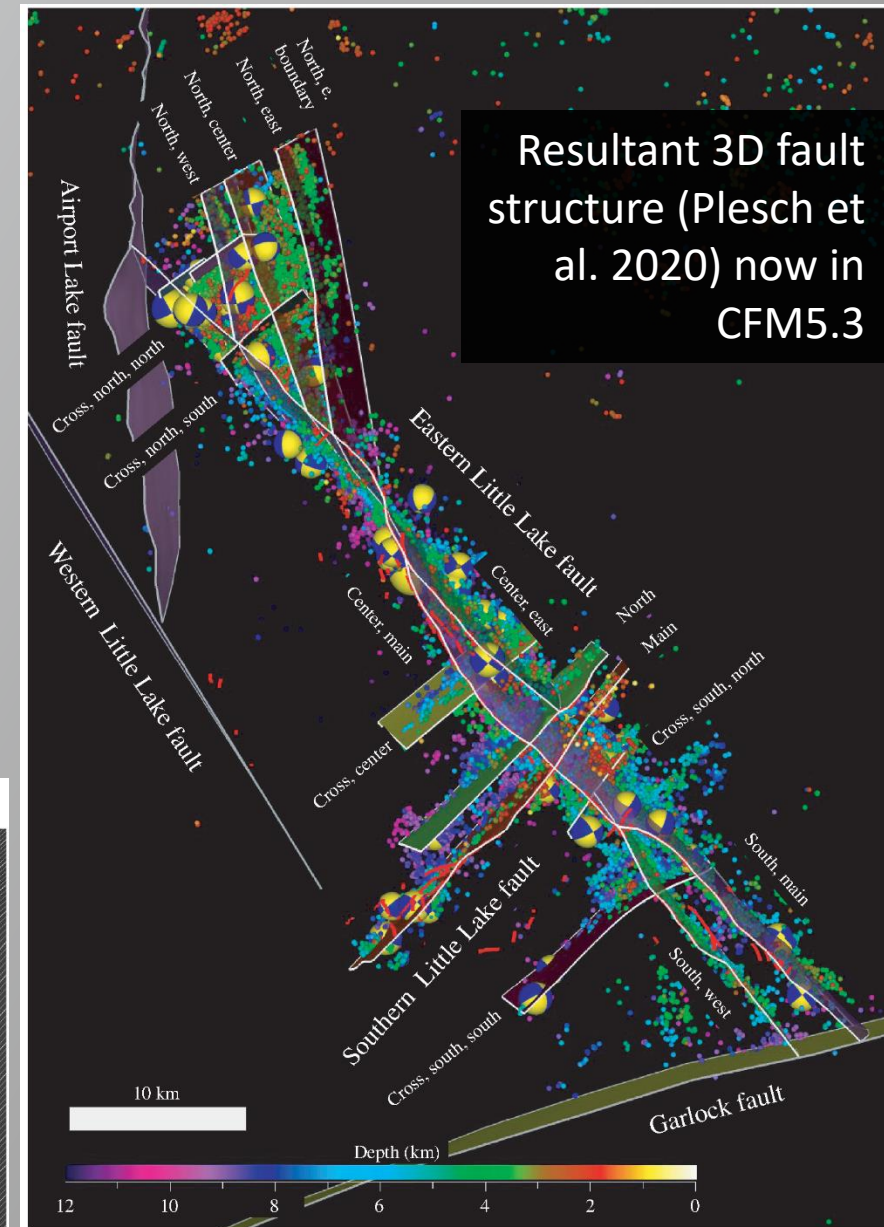 North, west
North, center
North, east
North, e.
boundary
Resultant 3D fault
structure (Plesch et
al. 2020) now in
CFM5.3
Airport Lake fault
Cross, north, north
Cross, north, south
Eastern Little Lake fault
Western Little Lake fault
Center, main
Center, east
North
Main
Cross, south, north
Cross, center
South, main
Southern Little Lake fault
South, west
Cross, south, south
Garlock fault
10 km
Depth (km)
12 10 8 6 4 2 0